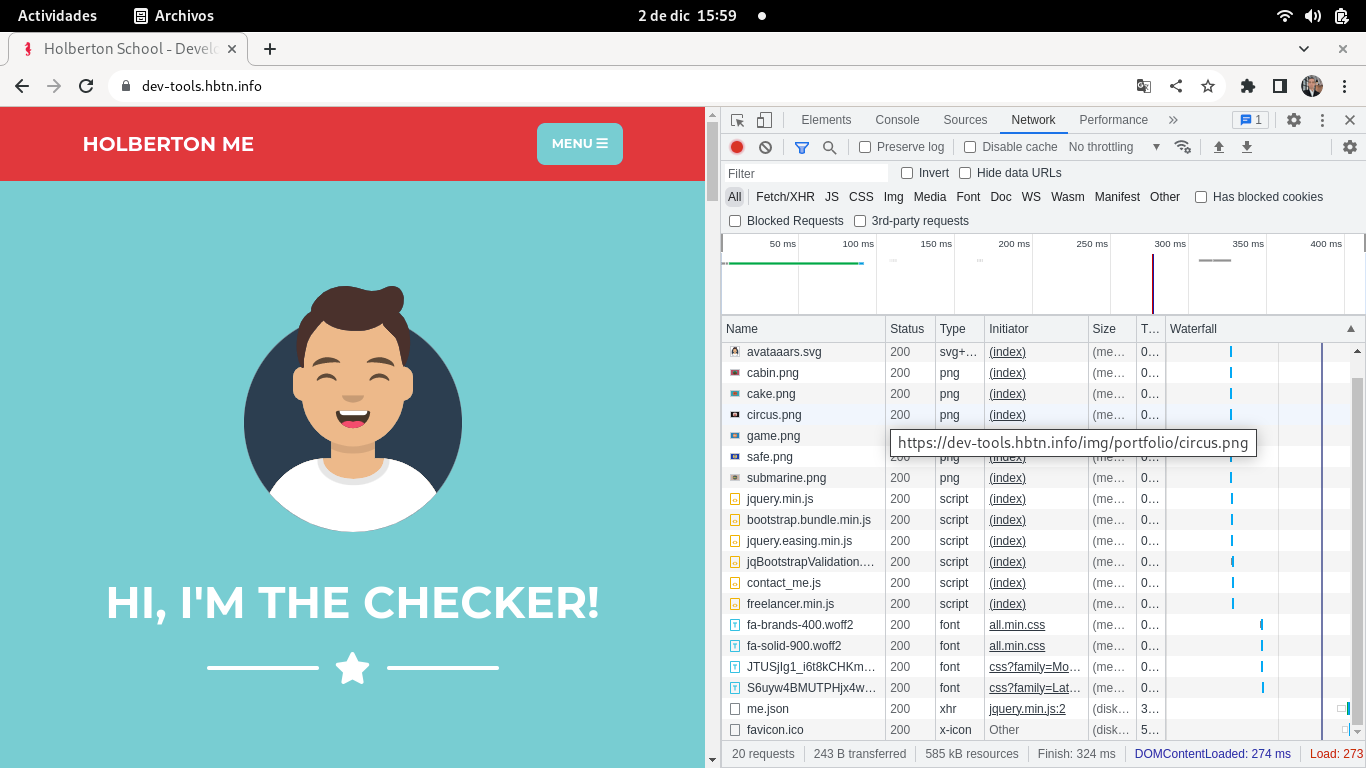 Actividades
Archivos
2 de dic 15:59
Holberton School - Develo
dev-tools.hbtn.info
HOLBERTON ME
MENU
HI, I'M THE CHECKER!
Elements Console Sources Network Performance » 1
Preserve log Disable cache No throttling
Filter Invert Hide data URLs
All Fetch/XHR JS CSS Img Media Font Doc WS Wasm Manifest Other Has blocked cookies
Blocked Requests 3rd-party requests
50 ms 100 ms 150 ms 200 ms 250 ms 300 ms 350 ms 400 ms
Name Status Type Initiator Size T… Waterfall
avataaars.svg 200 svg+… (index) (me… 0…
cabin.png 200 png (index) (me… 0…
cake.png 200 png (index) (me… 0…
circus.png 200 png (index) (me… 0…
game.png
https://dev-tools.hbtn.info/img/portfolio/circus.png
safe.png 200 png (index) (me… 0…
submarine.png 200 png (index) (me… 0…
jquery.min.js 200 script (index) (me… 0…
bootstrap.bundle.min.js 200 script (index) (me… 0…
jquery.easing.min.js 200 script (index) (me… 0…
jqBootstrapValidation.… 200 script (index) (me… 0…
contact_me.js 200 script (index) (me… 0…
freelancer.min.js 200 script (index) (me… 0…
fa-brands-400.woff2 200 font all.min.css (me… 0…
fa-solid-900.woff2 200 font all.min.css (me… 0…
JTUSjIg1_i6t8kCHKm… 200 font css?family=Mo… (me… 0…
S6uyw4BMUTPHjx4w… 200 font css?family=Lat… (me… 0…
me.json 200 xhr jquery.min.js:2 (disk… 3…
favicon.ico 200 x-icon Other (disk… 5…
20 requests 243 B transferred 585 kB resources Finish: 324 ms DOMContentLoaded: 274 ms Load: 273